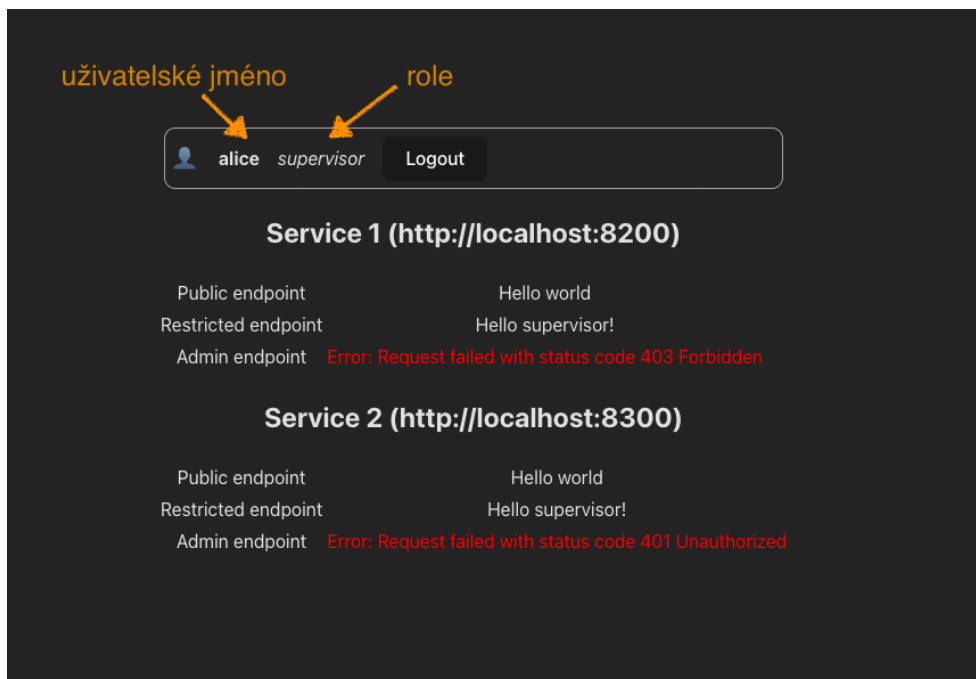 uživatelské jméno role
alice supervisor Logout
Service 1 (http://localhost:8200)
Public endpoint Hello world
Restricted endpoint Hello supervisor!
Admin endpoint Error: Request failed with status code 403 Forbidden
Service 2 (http://localhost:8300)
Public endpoint Hello world
Restricted endpoint Hello supervisor!
Admin endpoint Error: Request failed with status code 401 Unauthorized